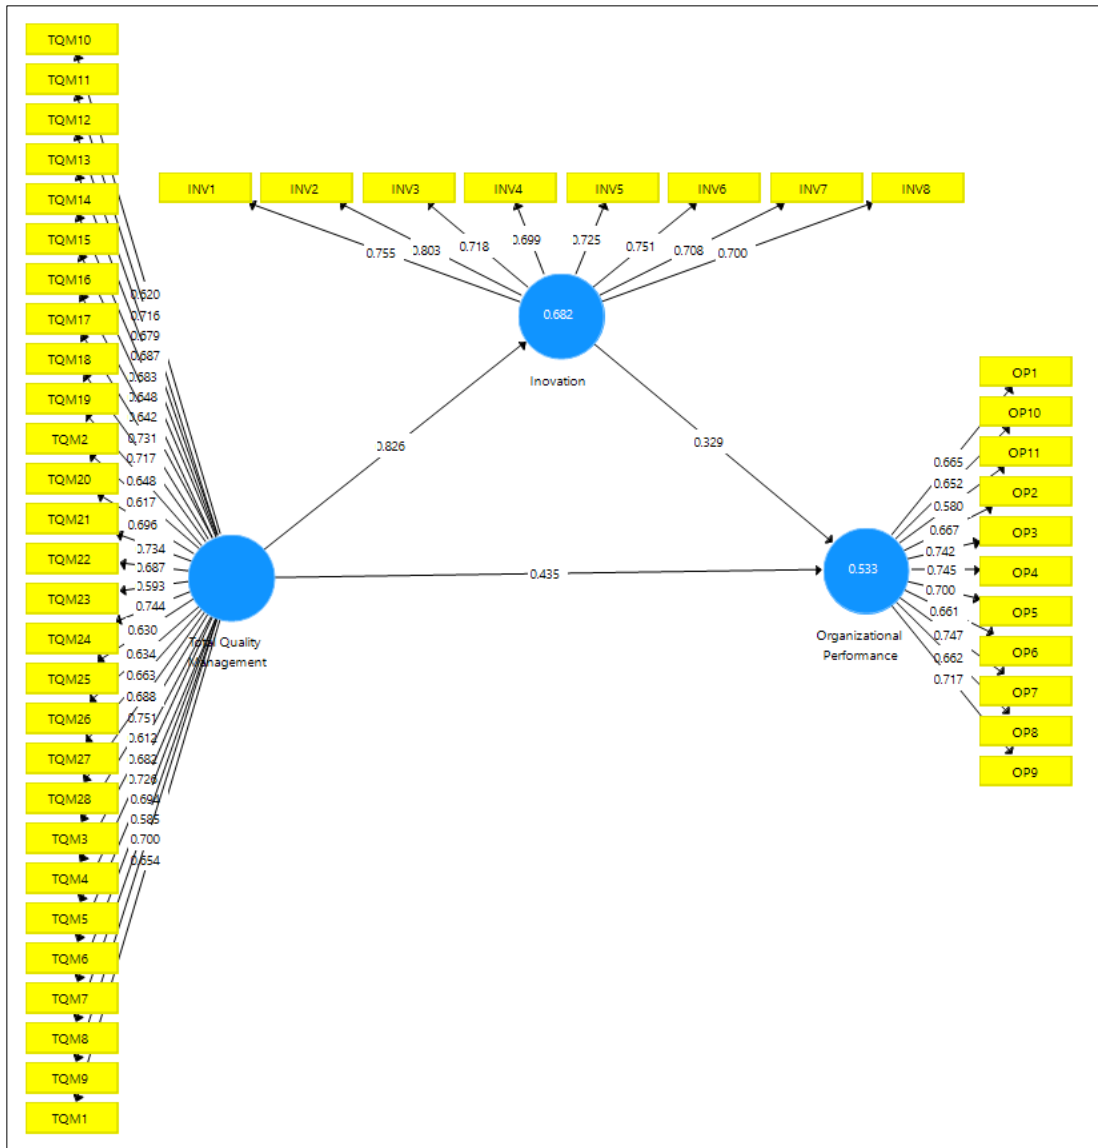 TQM10
TQM11
TQM12
TQM13
TQM14
TQM15
TQM16
TQM17
TQM18
TQM19
TQM2
TQM20
TQM21
TQM22
TQM23
TQM24
TQM25
TQM26
TQM27
TQM28
TQM3
TQM4
TQM5
TQM6
TQM7
TQM8
TQM9
TQM1
0.620
0.716
0.679
0.687
0.683
0.648
0.642
0.731
0.717
0.648
0.617
0.696
0.734
0.687
0.593
0.744
0.630
0.634
0.663
0.688
0.751
0.612
0.682
0.726
0.694
0.585
0.700
0.654
Total Quality
Management
INV1
INV2
INV3
INV4
INV5
INV6
INV7
INV8
0.755
0.803
0.718
0.699
0.725
0.751
0.708
0.700
0.682
Inovation
0.826
0.329
0.435
0.533
Organizational
Performance
0.665
0.652
0.580
0.667
0.742
0.745
0.700
0.661
0.747
0.662
0.717
OP1
OP10
OP11
OP2
OP3
OP4
OP5
OP6
OP7
OP8
OP9